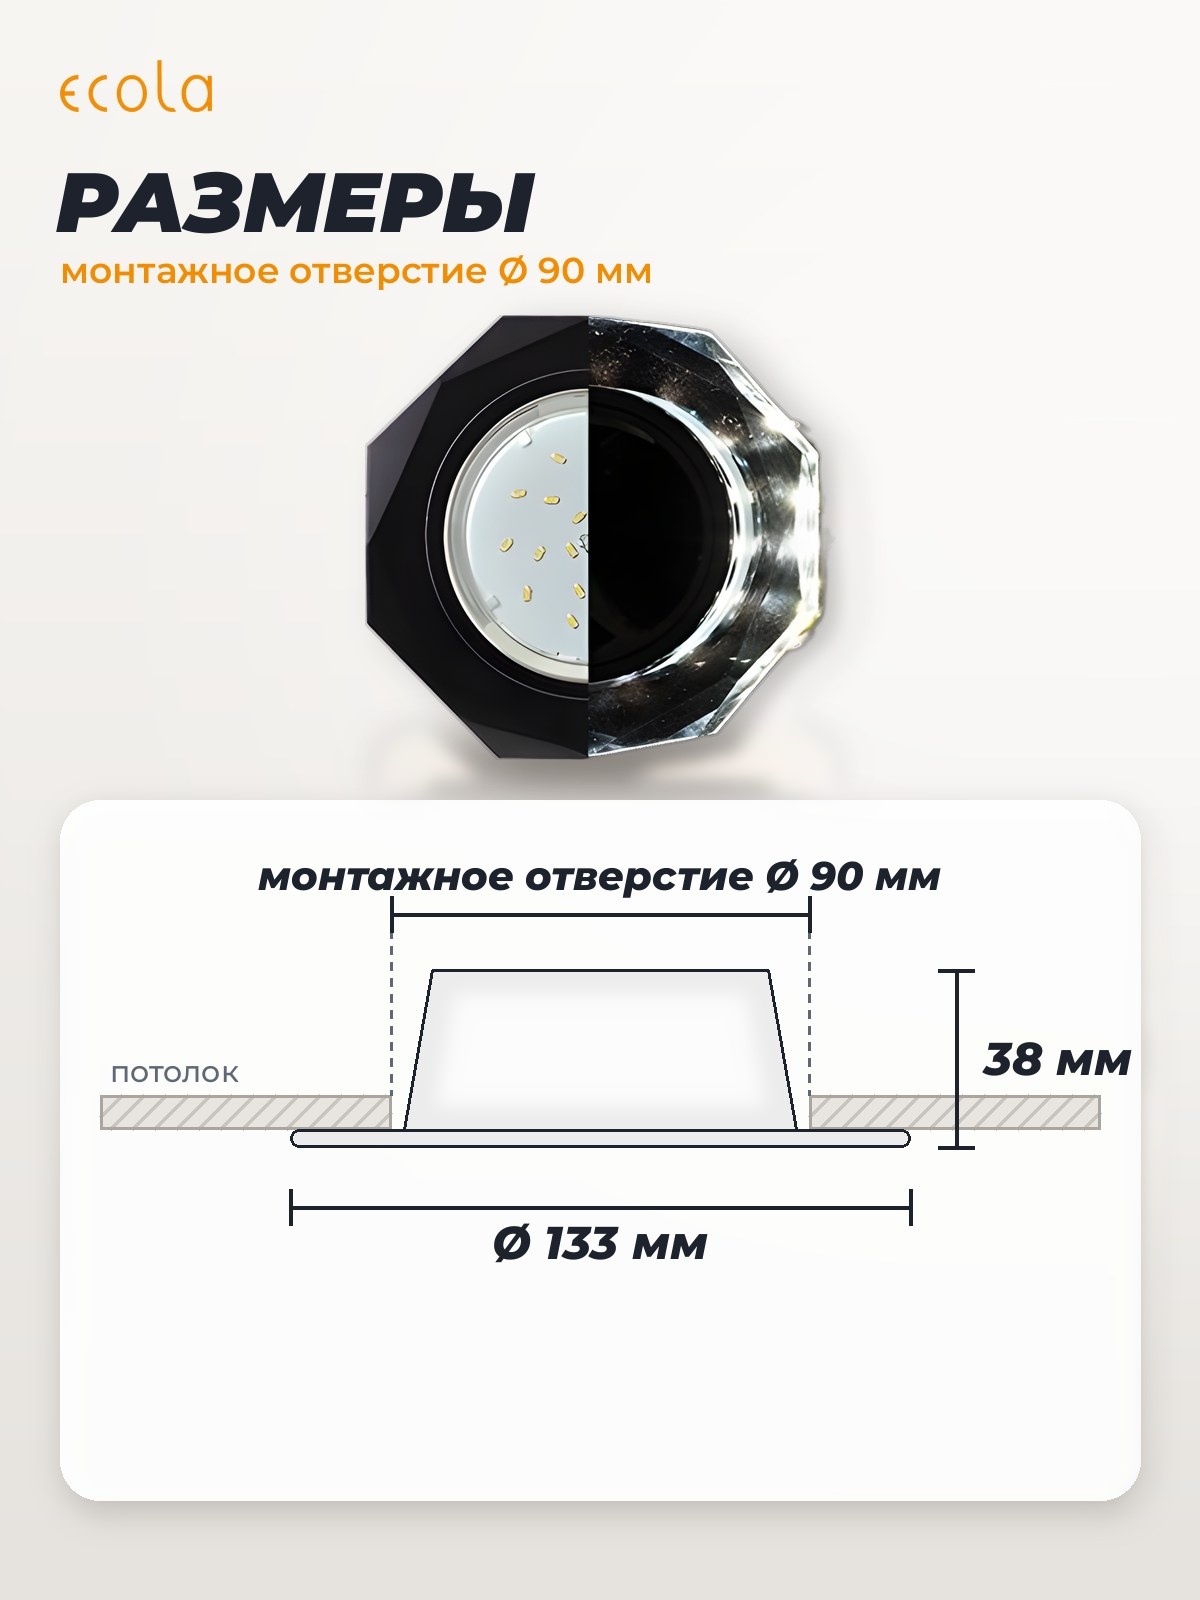 ecola
РАЗМЕРЫ
монтажное отверстие Ø 90 мм
монтажное отверстие Ø 90 мм
38 мм
потолок
Ø 133 мм